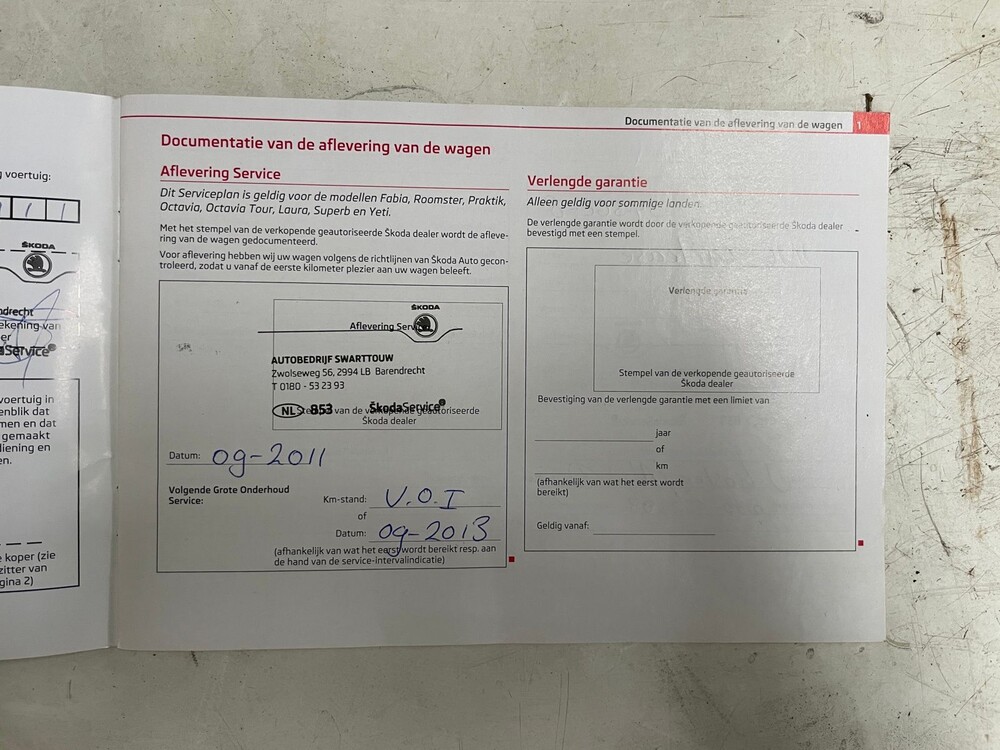 voertuig:
1 1
ŠKODA
ekening van
er
voertuig in
enblik dat
men en dat
gemaakt
diening en
en.
koper (zie
zitter van
gina 2)
Documentatie van de aflevering van de wagen 1
Documentatie van de aflevering van de wagen
Aflevering Service
Dit Serviceplan is geldig voor de modellen Fabia, Roomster, Praktik,
Octavia, Octavia Tour, Laura, Superb en Yeti.
Met het stempel van de verkopende geautoriseerde Škoda dealer wordt de afleve-
ring van de wagen gedocumenteerd.
Voor aflevering hebben wij uw wagen volgens de richtlijnen van Škoda Auto gecon-
troleerd, zodat u vanaf de eerste kilometer plezier aan uw wagen beleeft.
ŠKODA
Aflevering Service
AUTOBEDRIJF SWARTTOUW
Zwolseweg 56, 2994 LB Barendrecht
T 0180 - 53 23 93
NL 853 ŠkodaService
Stempel van de verkopende geautoriseerde
Škoda dealer
Datum: 09-2011
Volgende Grote Onderhoud
Service:
Km-stand: V.O.I
of
Datum: 09-2013
(afhankelijk van wat het eerst wordt bereikt resp. aan
de hand van de service-intervalindicatie)
Verlengde garantie
Alleen geldig voor sommige landen.
De verlengde garantie wordt door de verkopende geautoriseerde Škoda dealer
bevestigd met een stempel.
Verlengde garantie
Stempel van de verkopende geautoriseerde
Škoda dealer
Bevestiging van de verlengde garantie met een limiet van
jaar
of
km
(afhankelijk van wat het eerst wordt
bereikt)
Geldig vanaf: